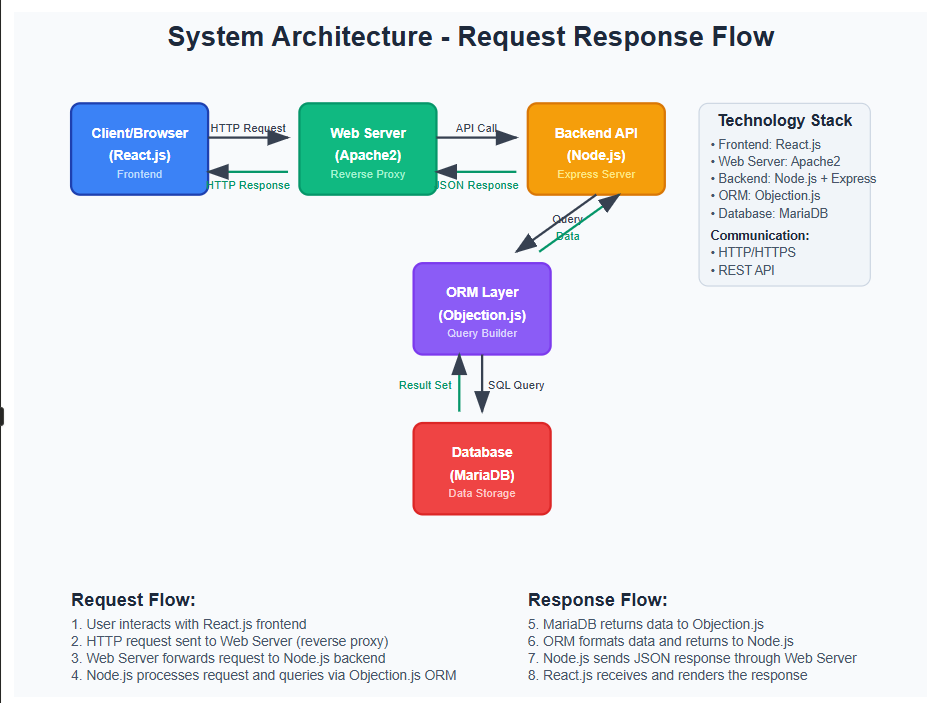 System Architecture - Request Response Flow
Client/Browser
(React.js)
Frontend
HTTP Request
HTTP Response
Web Server
(Apache2)
Reverse Proxy
API Call
JSON Response
Backend API
(Node.js)
Express Server
Technology Stack
• Frontend: React.js
• Web Server: Apache2
• Backend: Node.js + Express
• ORM: Objection.js
• Database: MariaDB
Communication:
• HTTP/HTTPS
• REST API
Query
Data
ORM Layer
(Objection.js)
Query Builder
Result Set
SQL Query
Database
(MariaDB)
Data Storage
Request Flow:
1. User interacts with React.js frontend
2. HTTP request sent to Web Server (reverse proxy)
3. Web Server forwards request to Node.js backend
4. Node.js processes request and queries via Objection.js ORM
Response Flow:
5. MariaDB returns data to Objection.js
6. ORM formats data and returns to Node.js
7. Node.js sends JSON response through Web Server
8. React.js receives and renders the response